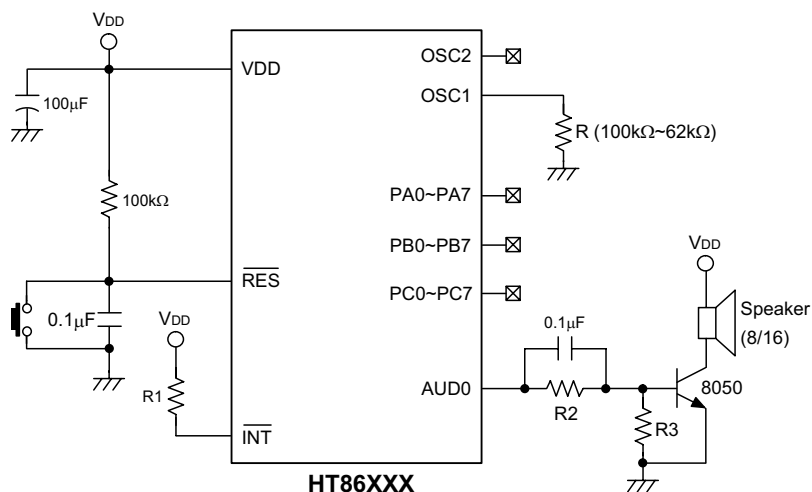 VDD
100µF
VDD
100kΩ
RES
0.1µF
VDD
R1
INT
OSC2
OSC1
R (100kΩ~62kΩ)
PA0~PA7
PB0~PB7
PC0~PC7
VDD
Speaker
(8/16)
0.1µF
AUD0
R2
R3
8050
HT86XXX